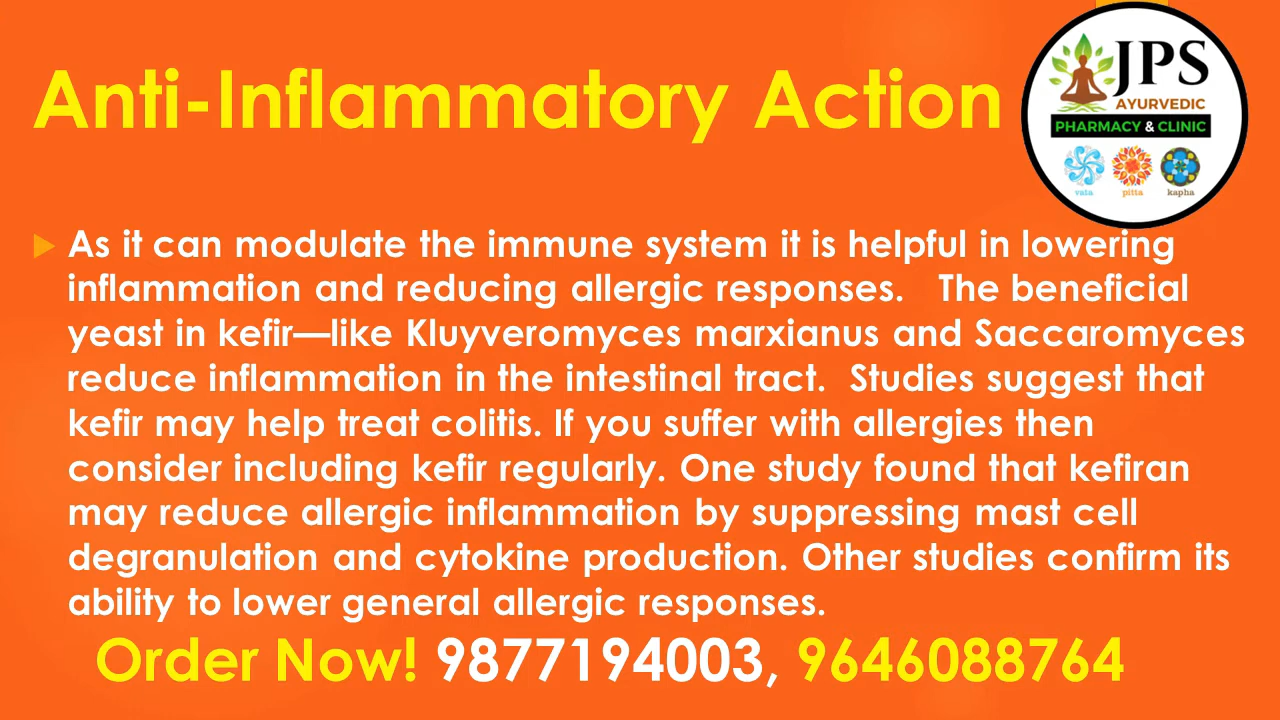 Anti-Inflammatory Action
JPS
AYURVEDIC
PHARMACY & CLINIC
vata pitta kapha
As it can modulate the immune system it is helpful in lowering
inflammation and reducing allergic responses. The beneficial
yeast in kefir—like Kluyveromyces marxianus and Saccaromyces
reduce inflammation in the intestinal tract. Studies suggest that
kefir may help treat colitis. If you suffer with allergies then
consider including kefir regularly. One study found that kefiran
may reduce allergic inflammation by suppressing mast cell
degranulation and cytokine production. Other studies confirm its
ability to lower general allergic responses.
Order Now! 9877194003, 9646088764